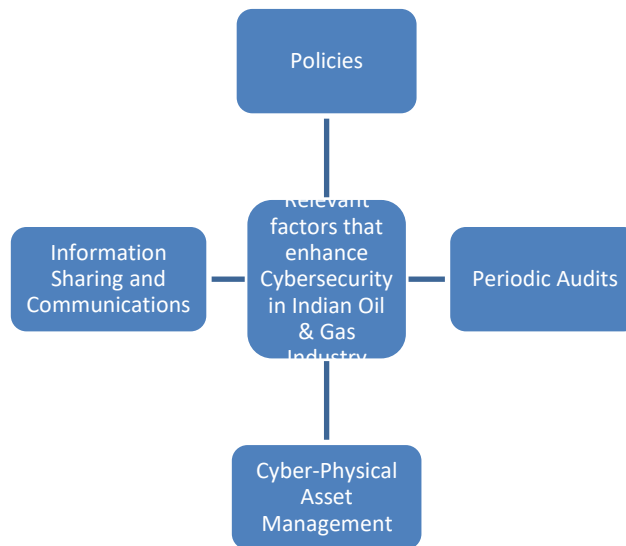 Policies
Relevant
factors that
enhance
Cybersecurity
in Indian Oil
& Gas
Industry
Information
Sharing and
Communications
Periodic Audits
Cyber-Physical
Asset
Management